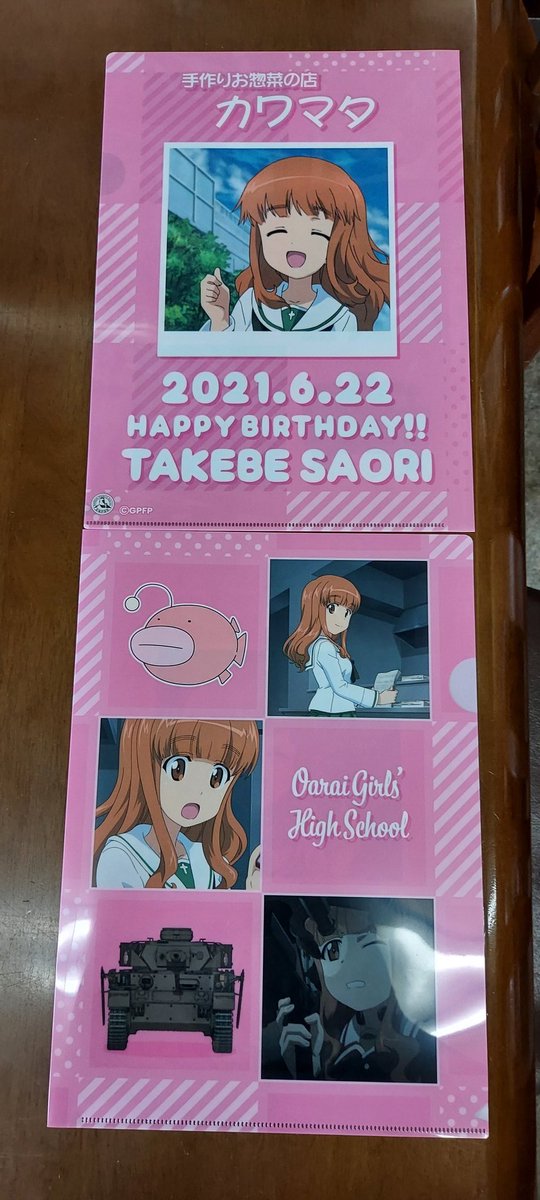 手作りお惣菜の店
カワマタ
2021.6.22
HAPPY BIRTHDAY!!
TAKEBE SAORI
©GPFP
Oarai Girls'
High School